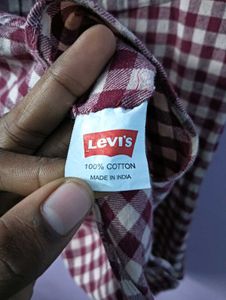 LEVI'S
100% COTTON
MADE IN INDIA